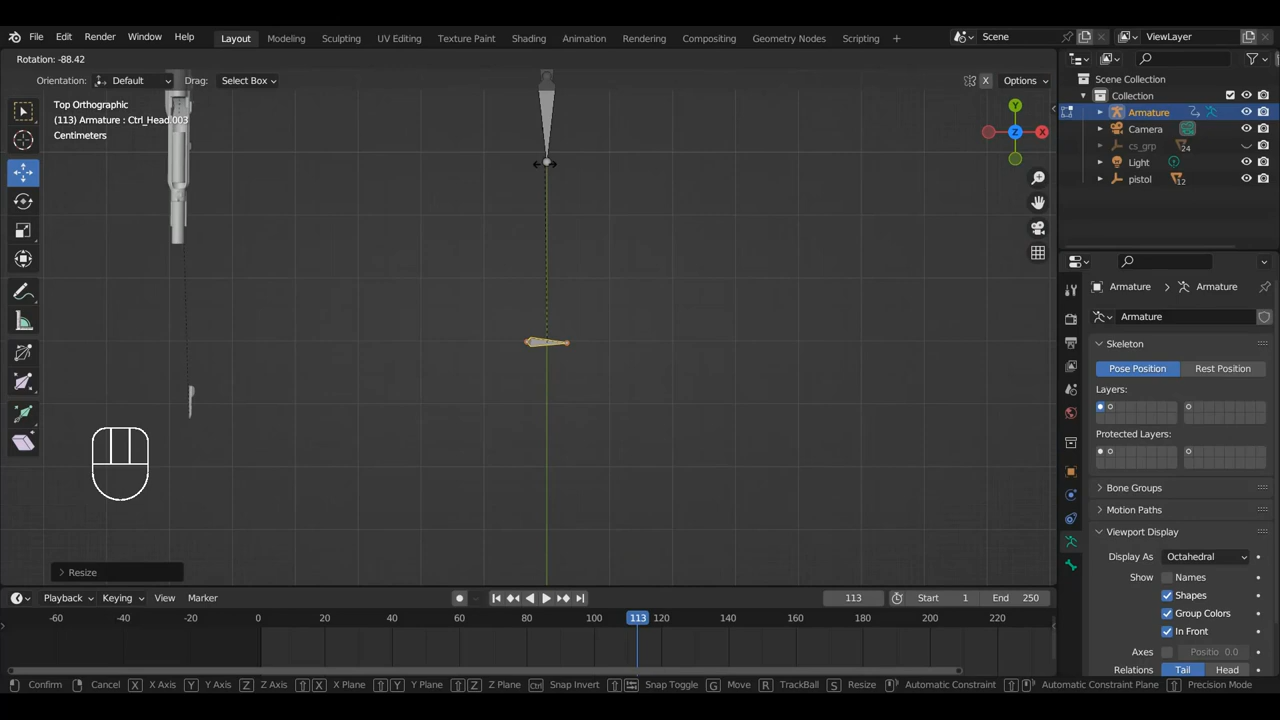 File Edit Render Window Help Layout Modeling Sculpting UV Editing Texture Paint Shading Animation Rendering Compositing Geometry Nodes Scripting + Scene ViewLayer
Rotation: -88.42
Orientation: Default Drag: Select Box X Options
Top Orthographic
(113) Armature : Ctrl_Head.003
Centimeters
Y
Z X
Scene Collection
Collection
Armature
Camera
cs_grp 24
Light
pistol 12
Armature > Armature
Armature
Skeleton
Pose Position Rest Position
Layers:
Protected Layers:
Bone Groups
Motion Paths
Viewport Display
Display As Octahedral
Show Names
Shapes
Group Colors
In Front
Axes Positio 0.0
Relations Tail Head
> Resize
Playback Keying View Marker 113 Start 1 End 250
0 20 40 60 80 100 113 120 140 160 180 200 220
Confirm Cancel X X Axis Y Y Axis Z Z Axis X X Plane Y Y Plane Z Z Plane Ctrl Snap Invert Snap Toggle G Move R TrackBall S Resize Automatic Constraint Automatic Constraint Plane Precision Mode